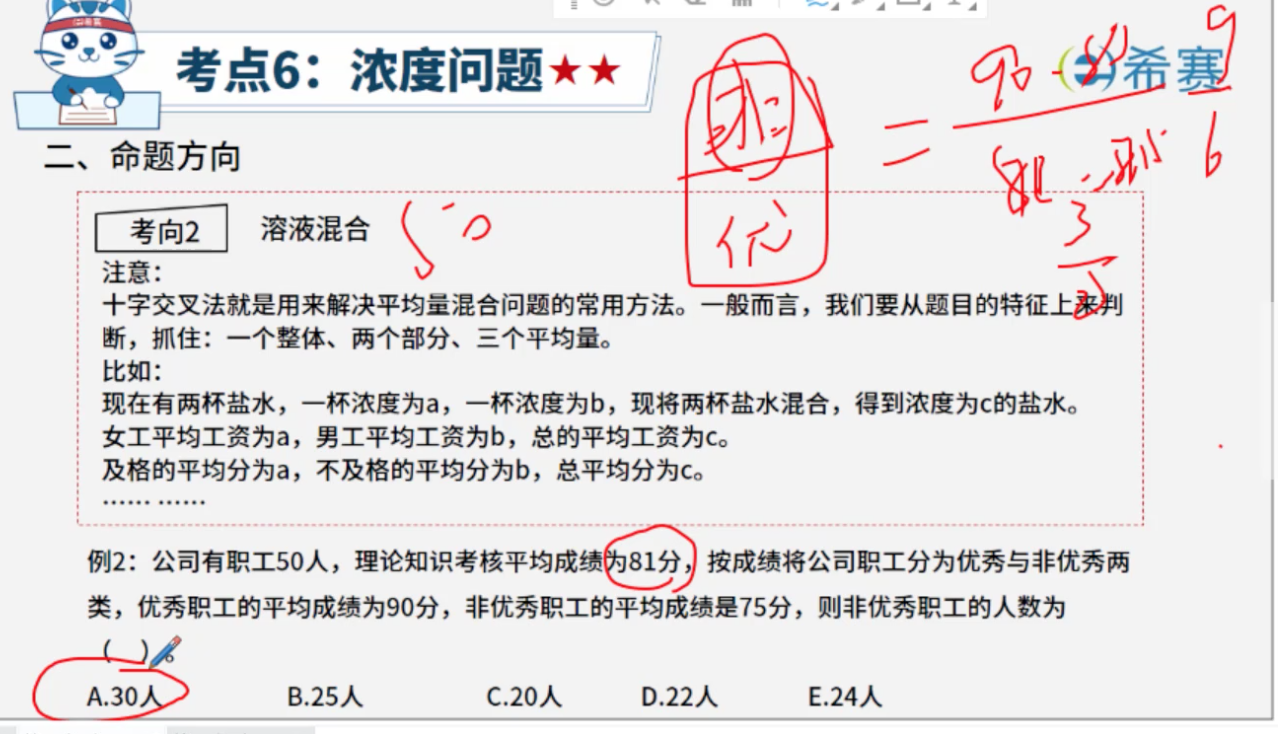 考点6：浓度问题★★
希赛
二、命题方向
考向2 溶液混合
50
非
优
=
90-81
9
6
3
2
注意：
十字交叉法就是用来解决平均量混合问题的常用方法。一般而言，我们要从题目的特征上来判
断，抓住：一个整体、两个部分、三个平均量。
比如：
现在有两杯盐水，一杯浓度为a，一杯浓度为b，现将两杯盐水混合，得到浓度为c的盐水。
女工平均工资为a，男工平均工资为b，总的平均工资为c。
及格的平均分为a，不及格的平均分为b，总平均分为c。
…… ……
例2：公司有职工50人，理论知识考核平均成绩为81分，按成绩将公司职工分为优秀与非优秀两
类，优秀职工的平均成绩为90分，非优秀职工的平均成绩是75分，则非优秀职工的人数为
（ ）。
A.30人 B.25人 C.20人 D.22人 E.24人